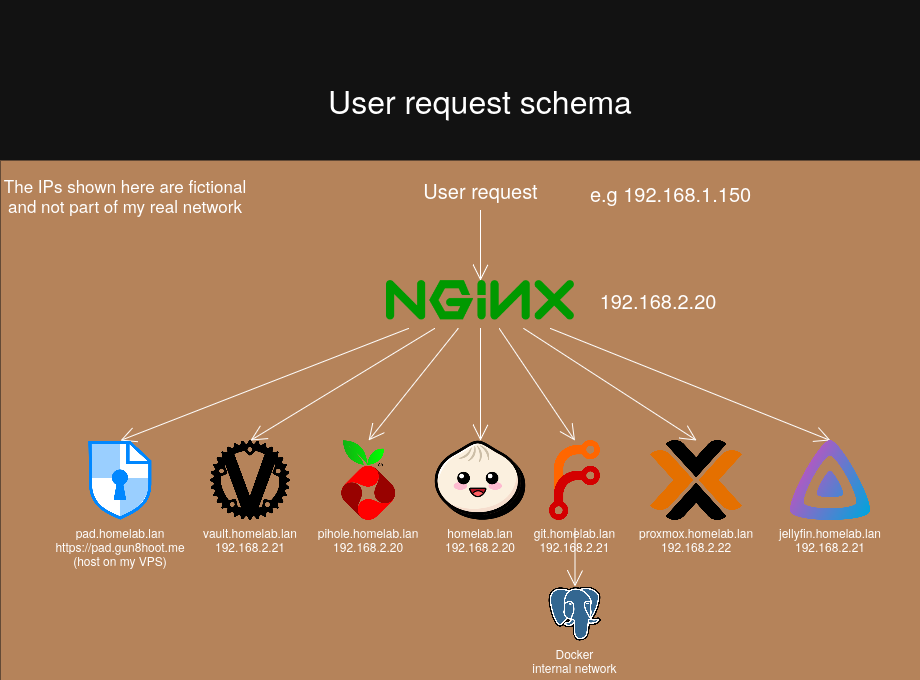 User request schema
The IPs shown here are fictional
and not part of my real network
User request
e.g 192.168.1.150
NGiNX
192.168.2.20
pad.homelab.lan
https://pad.gun8hoot.me
(host on my VPS)
vault.homelab.lan
192.168.2.21
pihole.homelab.lan
192.168.2.20
homelab.lan
192.168.2.20
git.homelab.lan
192.168.2.21
proxmox.homelab.lan
192.168.2.22
jellyfin.homelab.lan
192.168.2.21
Docker
internal network